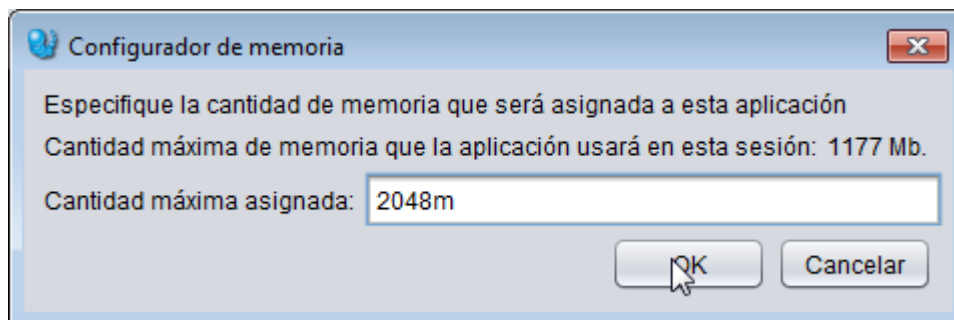 Configurador de memoria
Especifique la cantidad de memoria que será asignada a esta aplicación
Cantidad máxima de memoria que la aplicación usará en esta sesión: 1177 Mb.
Cantidad máxima asignada: 2048m
OK Cancelar